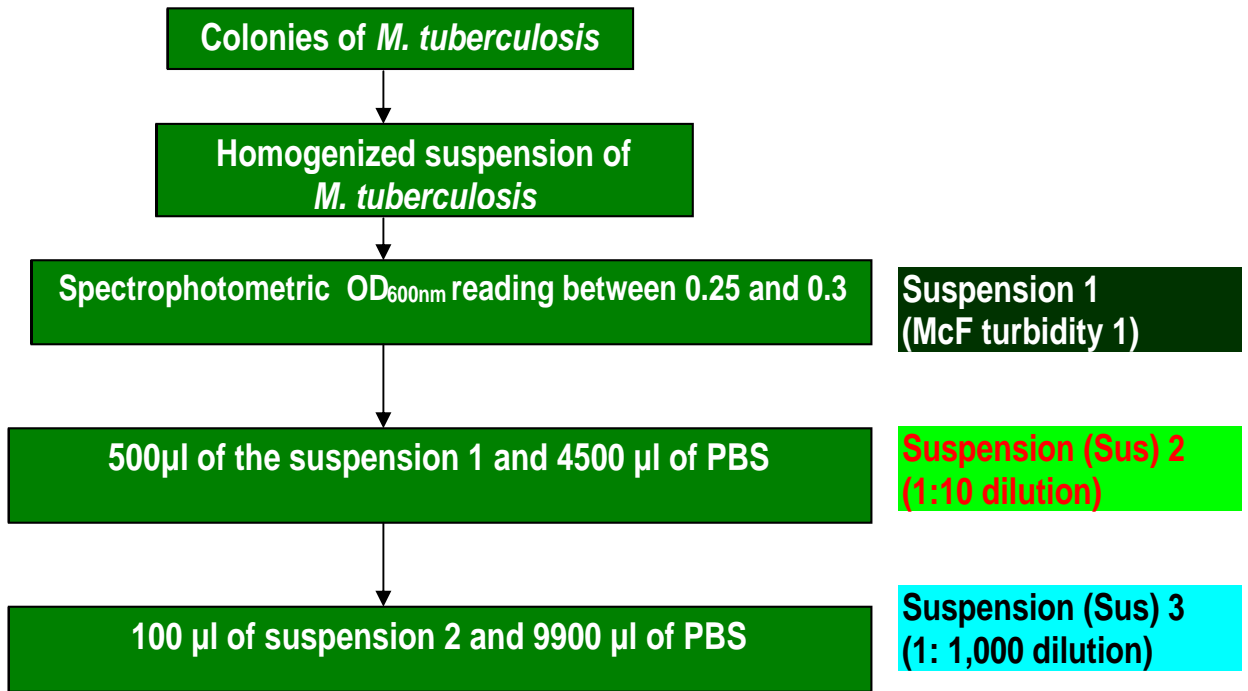 Colonies of M. tuberculosis
Homogenized suspension of
M. tuberculosis
Spectrophotometric OD600nm reading between 0.25 and 0.3
Suspension 1
(McF turbidity 1)
500µl of the suspension 1 and 4500 µl of PBS
Suspension (Sus) 2
(1:10 dilution)
100 µl of suspension 2 and 9900 µl of PBS
Suspension (Sus) 3
(1: 1,000 dilution)